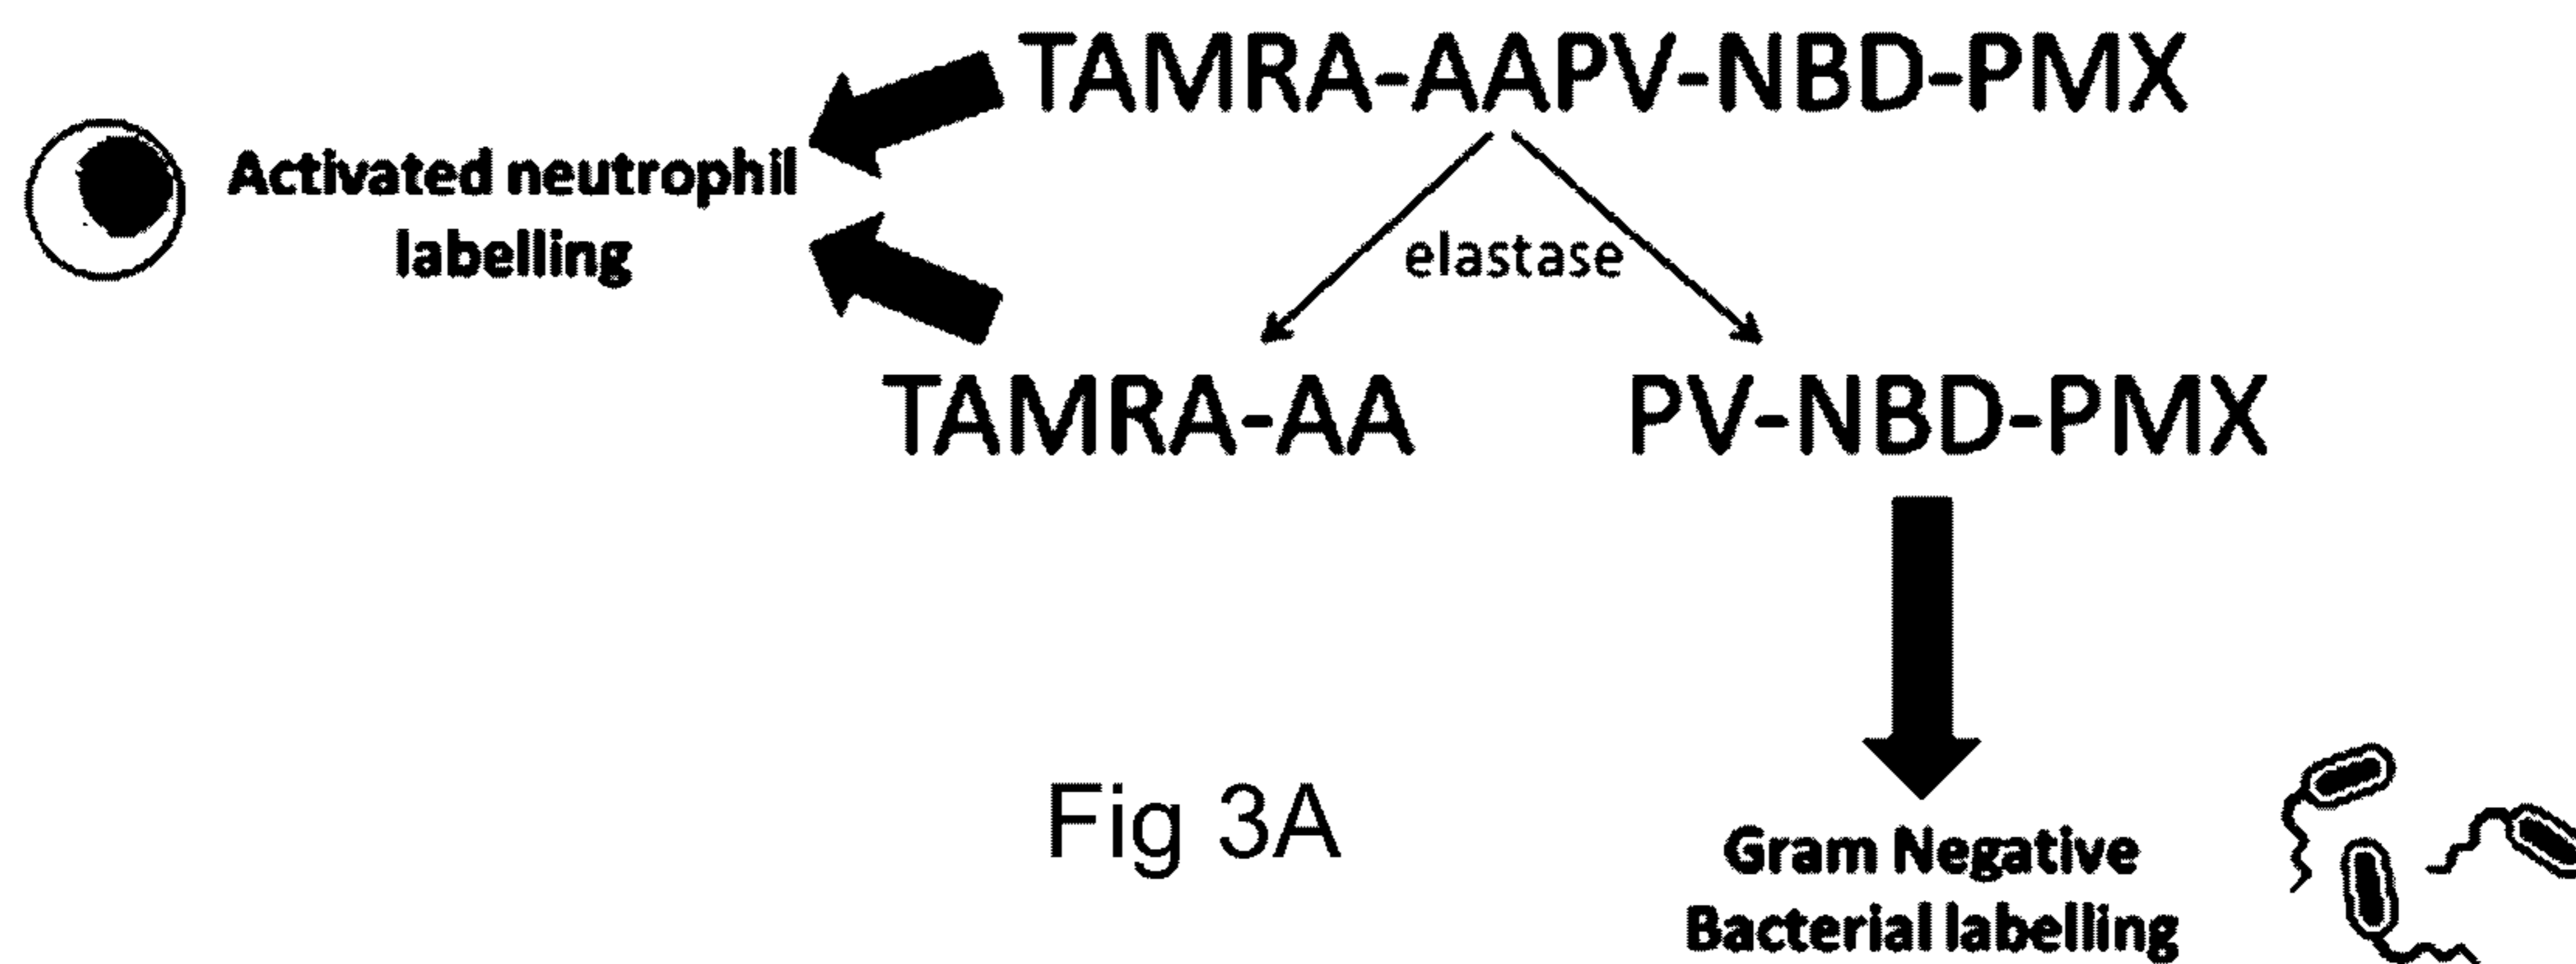 TAMRA-AAPV-NBD-PMX
Activated neutrophil
labelling
elastase
TAMRA-AA
PV-NBD-PMX
Fig 3A
Gram Negative
Bacterial labelling